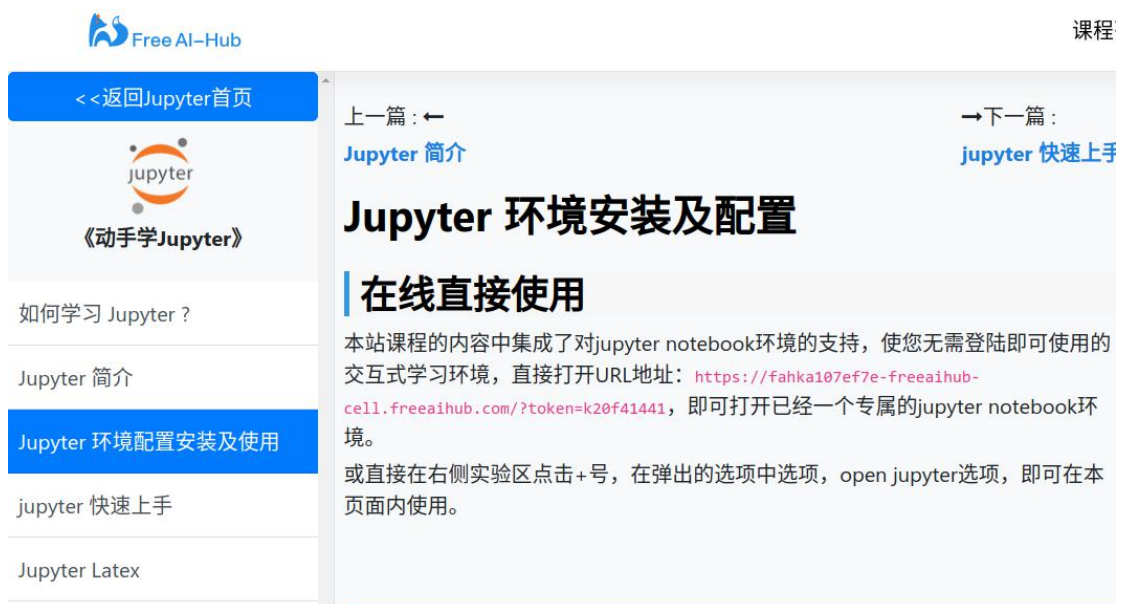 Free AI-Hub
课程
<<返回Jupyter首页
jupyter
《动手学Jupyter》
如何学习 Jupyter ?
Jupyter 简介
Jupyter 环境配置安装及使用
jupyter 快速上手
Jupyter Latex
上一篇 : ←
Jupyter 简介
→下一篇 :
jupyter 快速上手
Jupyter 环境安装及配置
在线直接使用
本站课程的内容中集成了对jupyter notebook环境的支持，使您无需登陆即可使用的
交互式学习环境，直接打开URL地址：https://fahka107ef7e-freeaihub-
cell.freeaihub.com/?token=k20f41441，即可打开已经一个专属的jupyter notebook环
境。
或直接在右侧实验区点击+号，在弹出的选项中选项，open jupyter选项，即可在本
页面内使用。